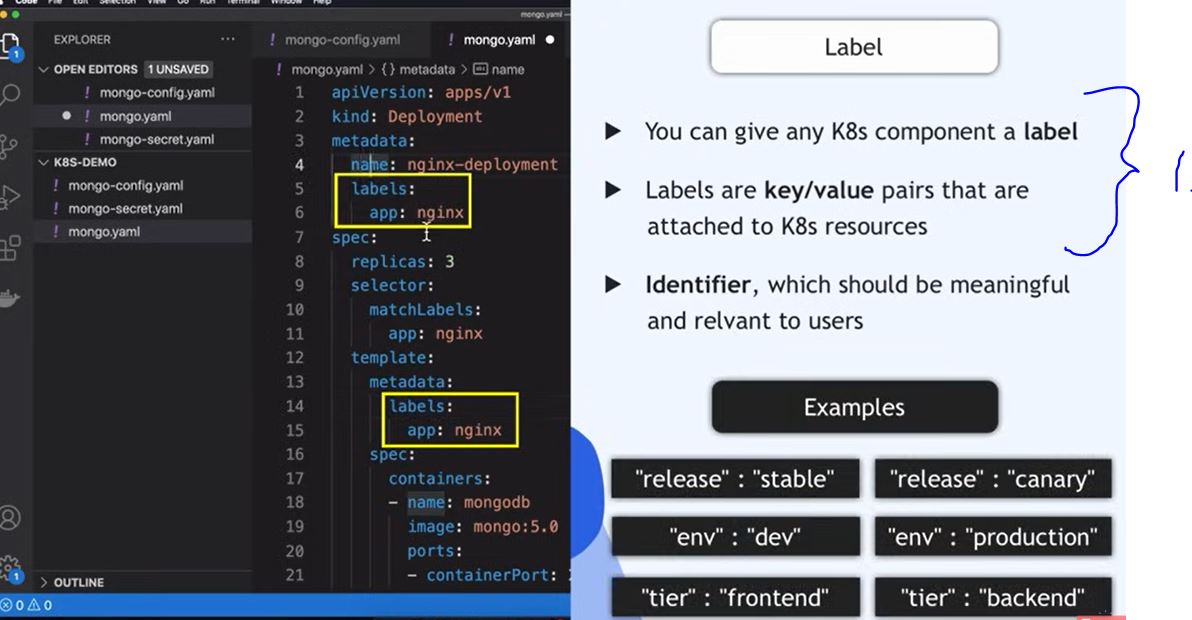 Code File Edit Selection View Go Run Terminal Window Help
mongo.yaml —
EXPLORER ...
OPEN EDITORS 1 UNSAVED
! mongo-config.yaml
! mongo.yaml
! mongo-secret.yaml
K8S-DEMO
! mongo-config.yaml
! mongo-secret.yaml
! mongo.yaml
OUTLINE
1
1
0 0
! mongo-config.yaml ! mongo.yaml
! mongo.yaml > {} metadata > abc name
1 apiVersion: apps/v1
2 kind: Deployment
3 metadata:
4 name: nginx-deployment
5 labels:
6 app: nginx
7 spec:
8 replicas: 3
9 selector:
10 matchLabels:
11 app: nginx
12 template:
13 metadata:
14 labels:
15 app: nginx
16 spec:
17 containers:
18 - name: mongodb
19 image: mongo:5.0
20 ports:
21 - containerPort:
Label
You can give any K8s component a label
Labels are key/value pairs that are
attached to K8s resources
Identifier, which should be meaningful
and relvant to users
Examples
"release" : "stable" "release" : "canary"
"env" : "dev" "env" : "production"
"tier" : "frontend" "tier" : "backend"